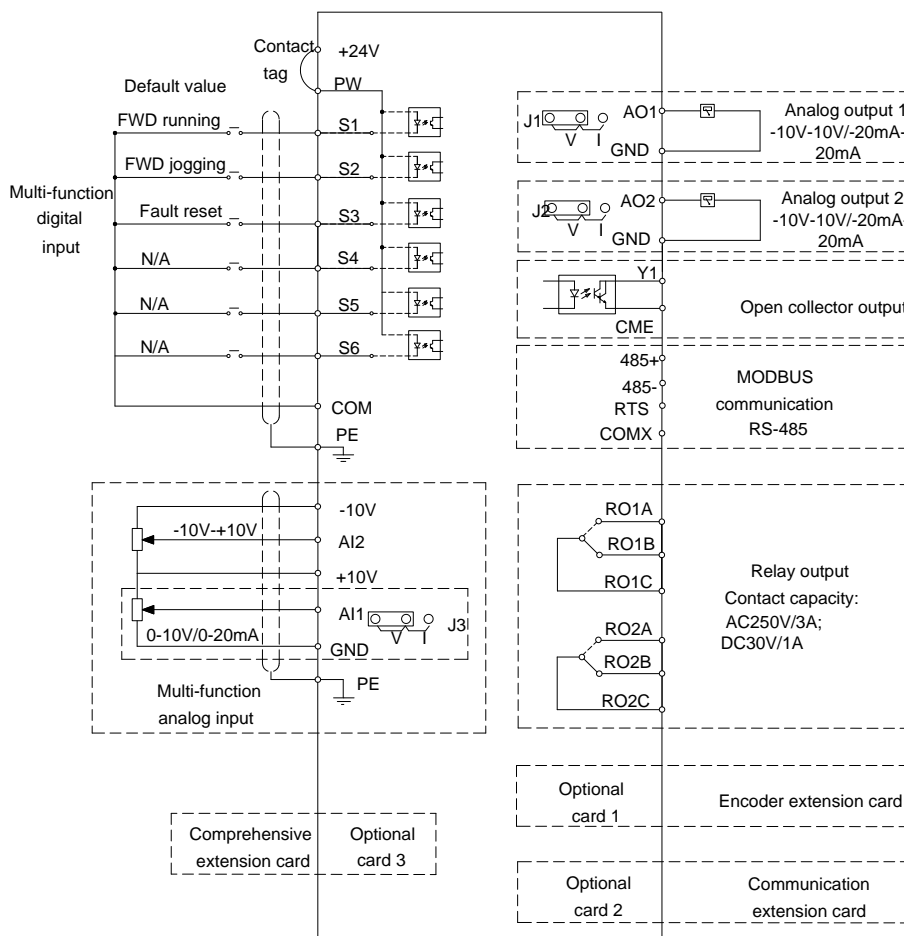 Contact
tag
+24V
PW
Default value
FWD running
S1
FWD jogging
S2
Multi-function
digital
input
Fault reset
S3
N/A
S4
N/A
S5
N/A
S6
COM
PE
-10V
-10V-+10V
AI2
+10V
AI1
J3
V I
0-10V/0-20mA
GND
PE
Multi-function
analog input
Comprehensive
extension card
Optional
card 3
J1
V I
AO1
GND
Analog output 1
-10V-10V/-20mA-
20mA
J2
V I
AO2
GND
Analog output 2
-10V-10V/-20mA-
20mA
Y1
CME
Open collector output
485+
485-
RTS
COMX
MODBUS
communication
RS-485
RO1A
RO1B
RO1C
RO2A
RO2B
RO2C
Relay output
Contact capacity:
AC250V/3A;
DC30V/1A
Optional
card 1
Encoder extension card
Optional
card 2
Communication
extension card